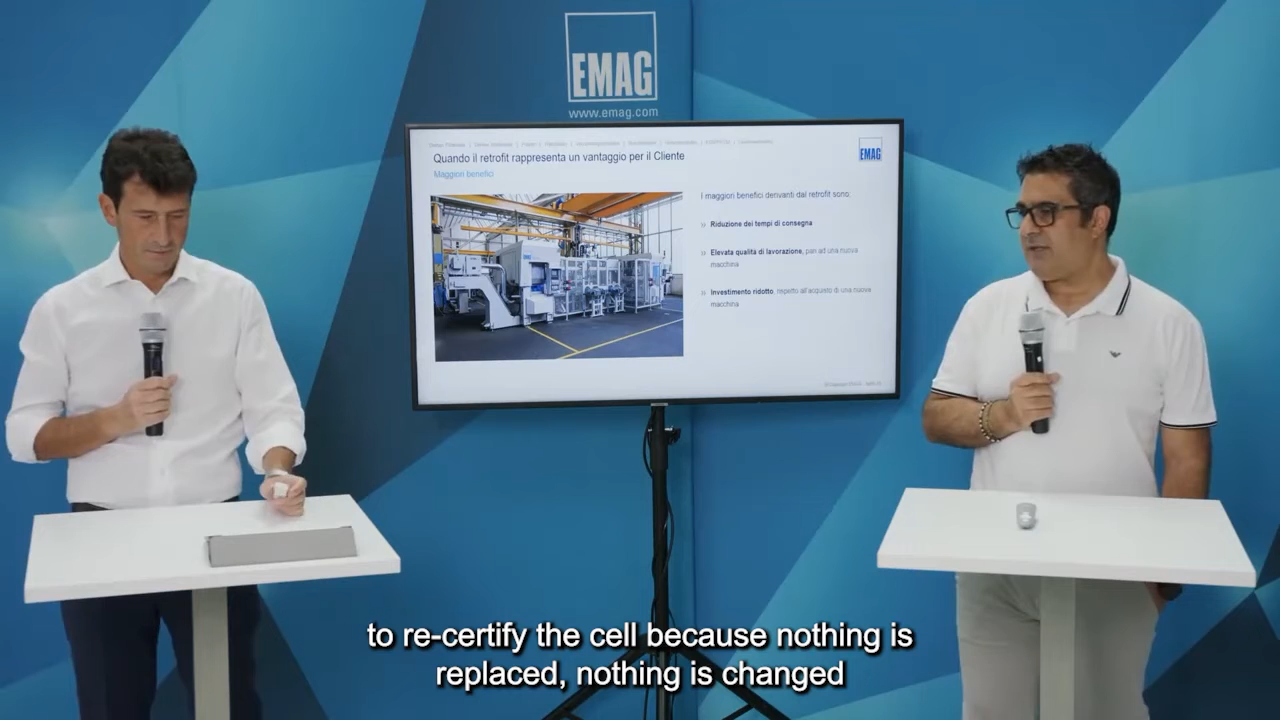 EMAG
www.emag.com
Quando il retrofit rappresenta un vantaggio per il Cliente
EMAG
Maggiori benefici
I maggiori benefici derivanti dal retrofit sono:
Riduzione dei tempi di consegna
Elevata qualità di lavorazione, pari ad una nuova
macchina
Investimento ridotto, rispetto all'acquisto di una nuova
macchina
to re-certify the cell because nothing is
replaced, nothing is changed